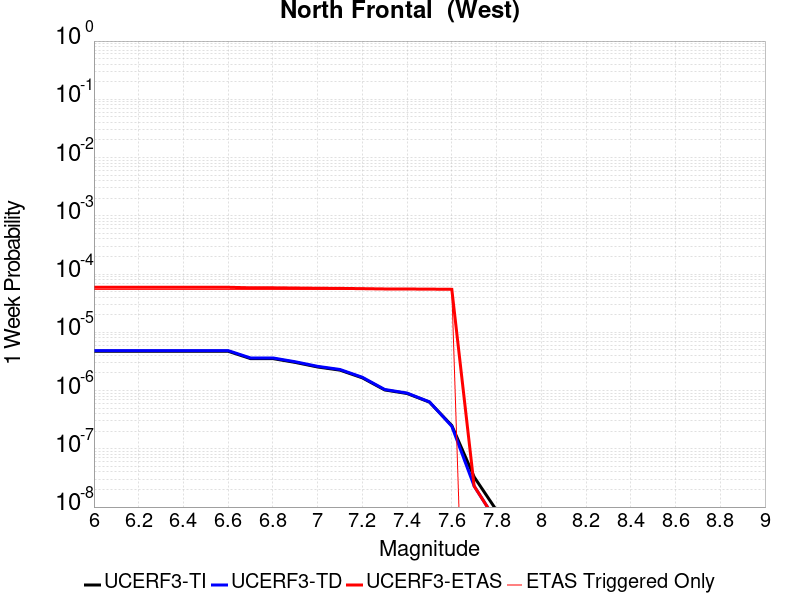 North Frontal (West)
10^0
10^-1
10^-2
10^-3
10^-4
10^-5
10^-6
10^-7
10^-8
1 Week Probability
6 6.2 6.4 6.6 6.8 7 7.2 7.4 7.6 7.8 8 8.2 8.4 8.6 8.8 9
Magnitude
UCERF3-TI UCERF3-TD UCERF3-ETAS ETAS Triggered Only